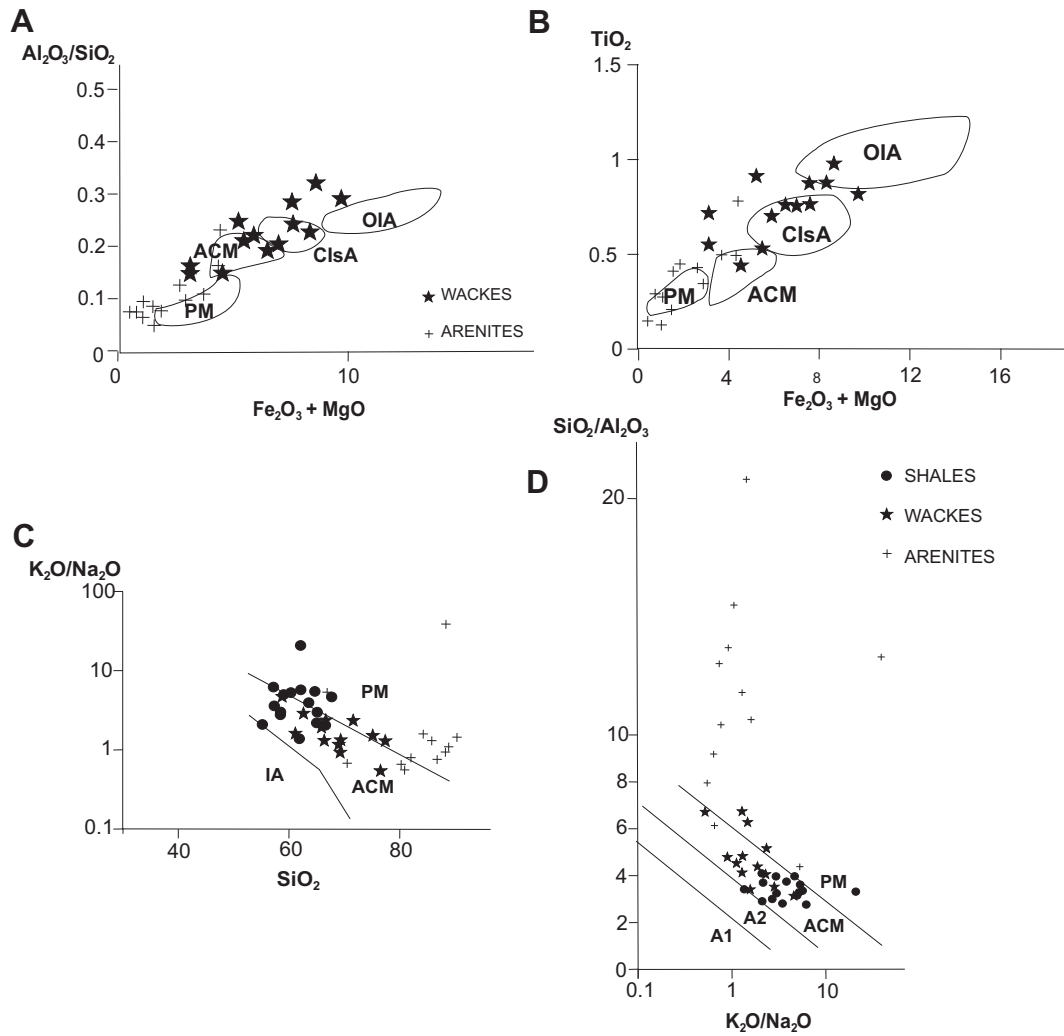 A
Al₂O₃/SiO₂
0.5
0.4
0.3
0.2
0.1
0
0
10
Fe₂O₃ + MgO
ACM
ClsA
OIA
PM
WACKES
ARENITES
B
TiO₂
1.5
1
0.5
0
0
4
8
12
16
Fe₂O₃ + MgO
OIA
ClsA
PM
ACM
C
K₂O/Na₂O
100
10
1
0.1
40
60
80
SiO₂
PM
IA
ACM
D
SiO₂/Al₂O₃
20
10
8
6
4
2
0
0.1
1
10
K₂O/Na₂O
SHALES
WACKES
ARENITES
PM
A2
ACM
A1